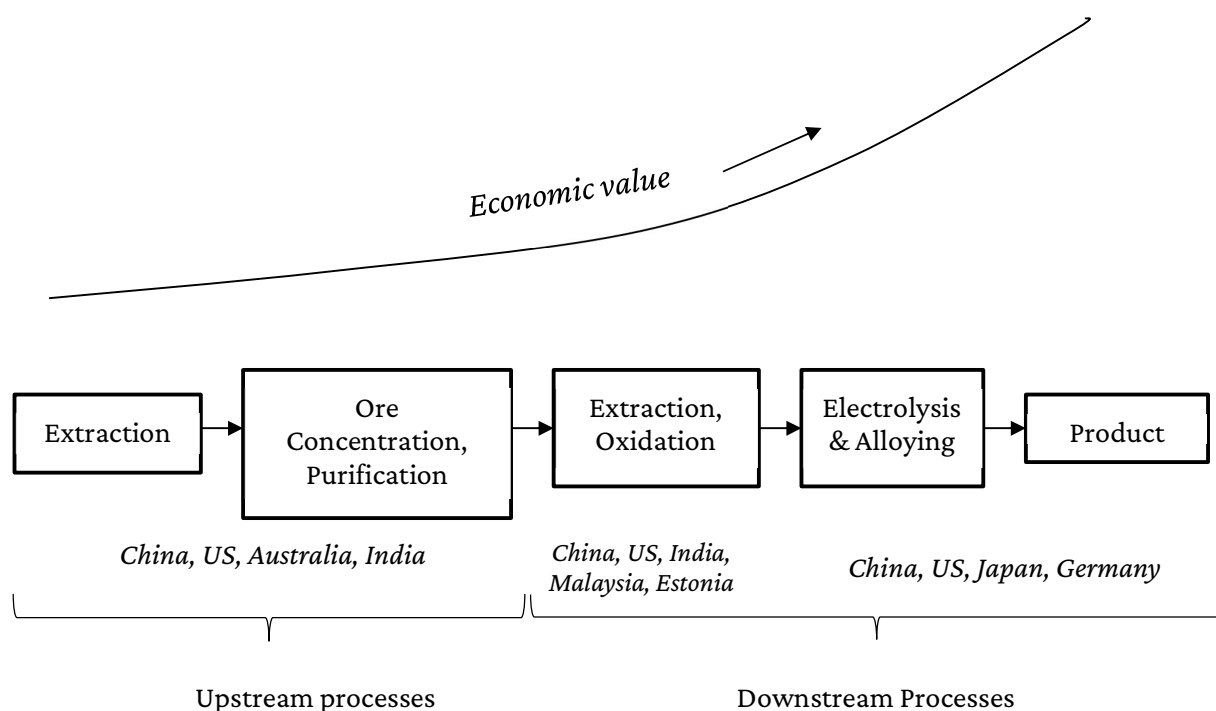 Economic value
Extraction
Ore
Concentration,
Purification
Extraction,
Oxidation
Electrolysis
& Alloying
Product
China, US, Australia, India
China, US, India,
Malaysia, Estonia
China, US, Japan, Germany
Upstream processes
Downstream Processes